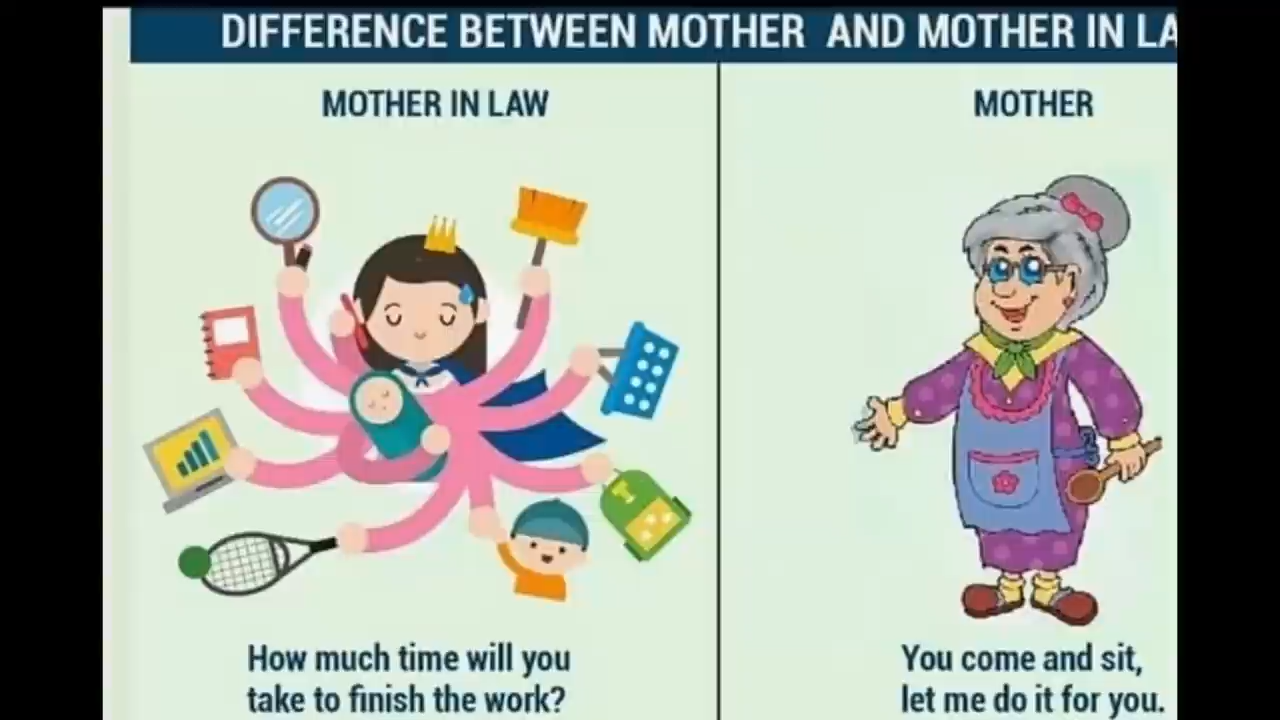 DIFFERENCE BETWEEN MOTHER AND MOTHER IN LA
MOTHER IN LAW
MOTHER
How much time will you
take to finish the work?
You come and sit,
let me do it for you.